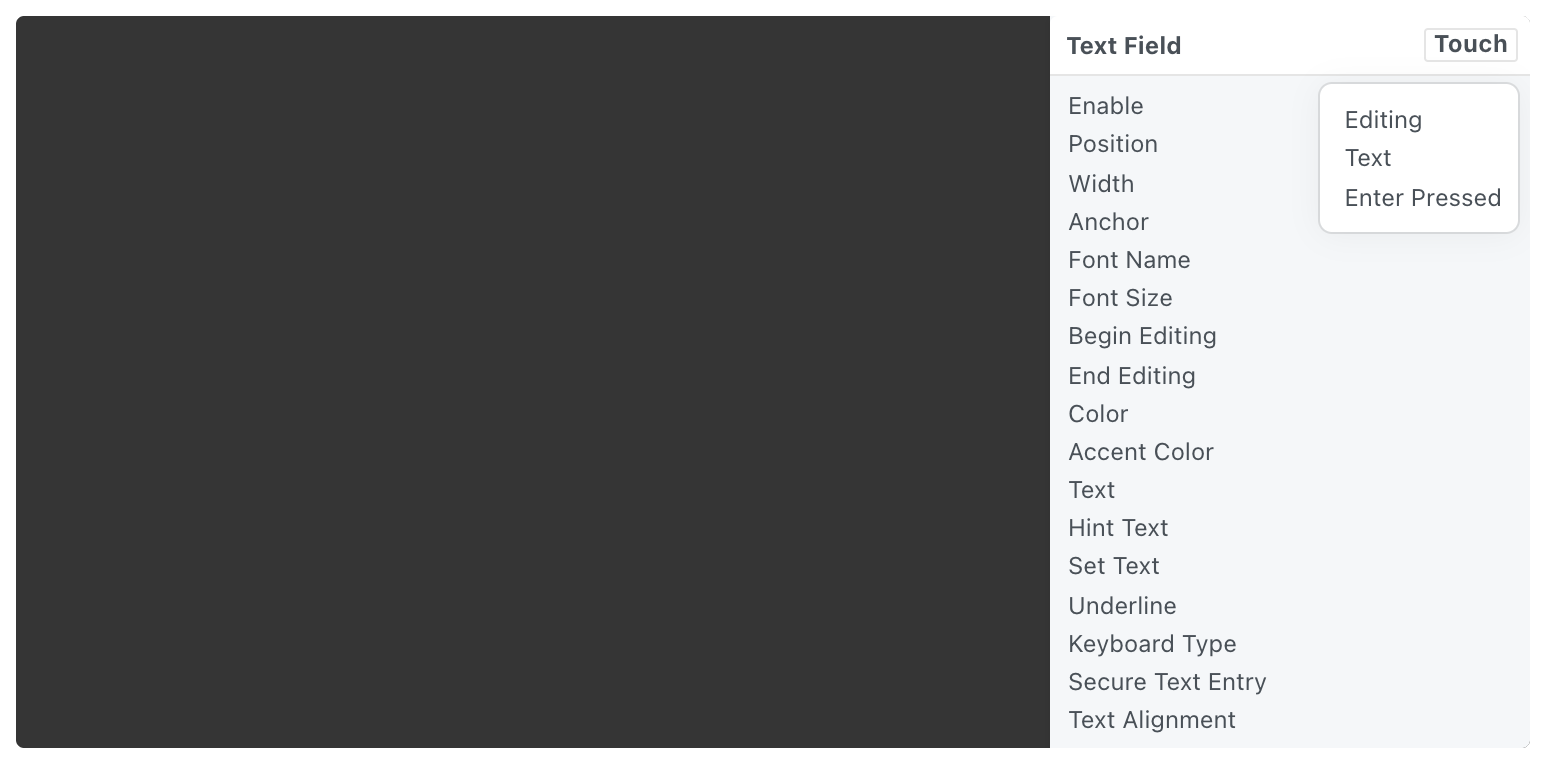 Text Field
Touch
Enable
Position
Width
Anchor
Font Name
Font Size
Begin Editing
End Editing
Color
Accent Color
Text
Hint Text
Set Text
Underline
Keyboard Type
Secure Text Entry
Text Alignment
Editing
Text
Enter Pressed